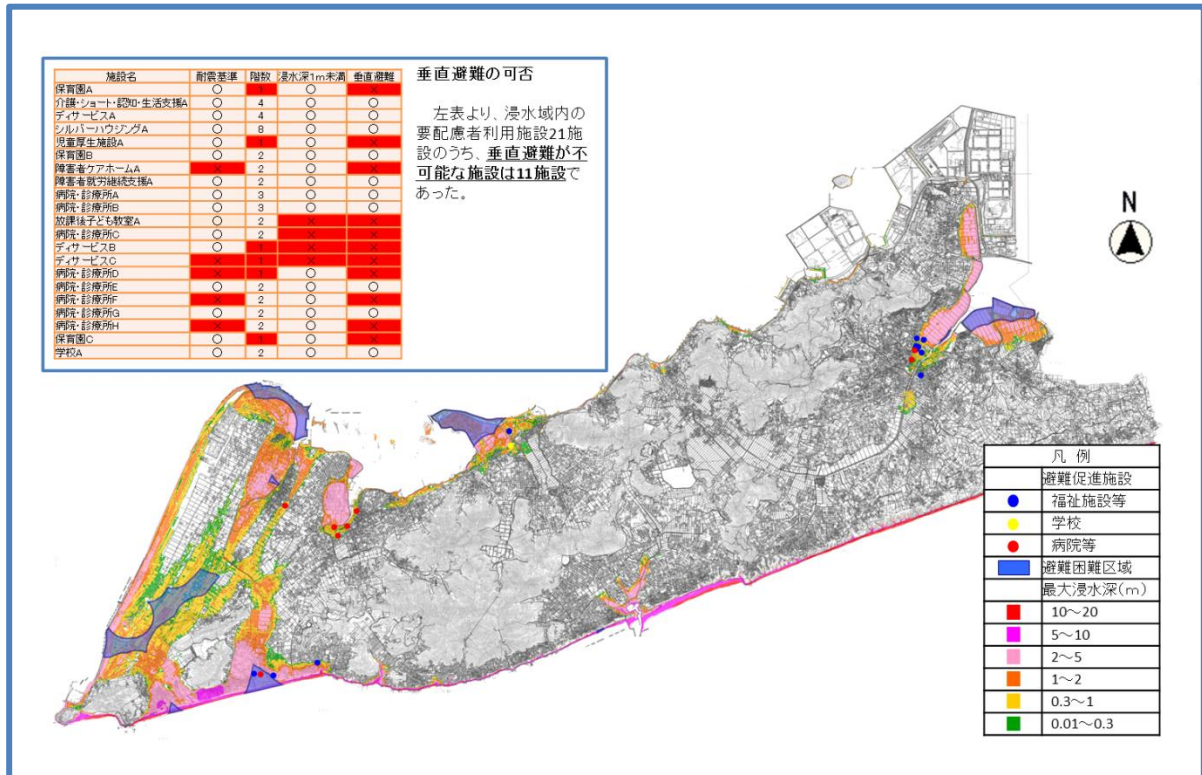 施設名 耐震基準 階数 浸水深1m未満 垂直避難
保育園A ○ 1 ○ ×
介護・ショート・認知・生活支援A ○ 4 ○ ○
ディサービスA ○ 4 ○ ○
シルバーハウジングA ○ 8 ○ ○
児童厚生施設A ○ 1 ○ ×
保育園B ○ 2 ○ ○
障害者ケアホームA × 2 ○ ×
障害者就労継続支援A ○ 2 ○ ○
病院・診療所A ○ 3 ○ ○
病院・診療所B ○ 3 ○ ○
放課後子ども教室A ○ 2 × ×
病院・診療所C ○ 2 × ×
ディサービスB ○ 1 × ×
ディサービスC × 1 × ×
病院・診療所D × 1 ○ ×
病院・診療所E ○ 2 ○ ○
病院・診療所F × 2 ○ ×
病院・診療所G ○ 2 ○ ○
病院・診療所H × 2 ○ ×
保育園C ○ 1 ○ ×
学校A ○ 2 ○ ○
垂直避難の可否
左表より、浸水域内の
要配慮者利用施設21施
設のうち、垂直避難が不
可能な施設は11施設で
あった。
N
凡 例
避難促進施設
福祉施設等
学校
病院等
避難困難区域
最大浸水深(m)
10～20
5～10
2～5
1～2
0.3～1
0.01～0.3